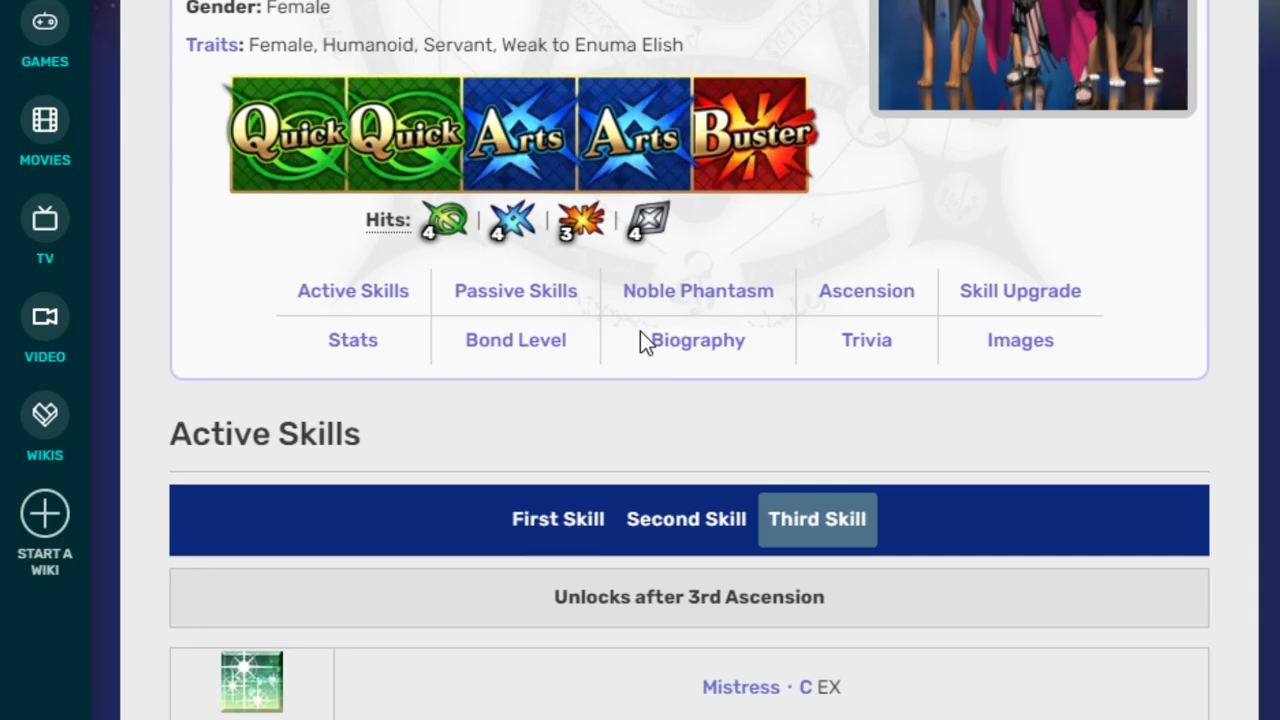 Gender: Female
Traits: Female, Humanoid, Servant, Weak to Enuma Elish
Quick Quick Arts Arts Buster
Hits: 4 | 4 | 3 | 4
Active Skills Passive Skills Noble Phantasm Ascension Skill Upgrade
Stats Bond Level Biography Trivia Images
Active Skills
First Skill Second Skill Third Skill
Unlocks after 3rd Ascension
Mistress · C EX
GAMES
MOVIES
TV
VIDEO
WIKIS
START A
WIKI